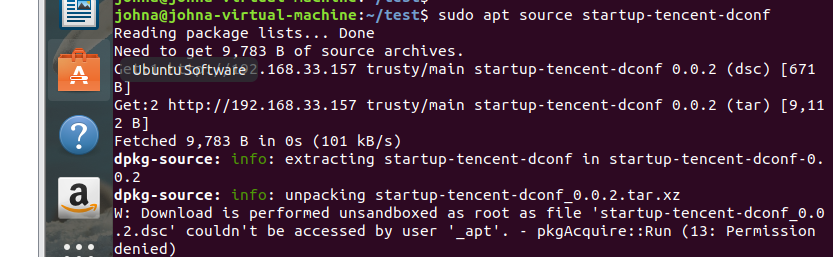 johna@johna-virtual-machine:~/test$
johna@johna-virtual-machine:~/test$ sudo apt source startup-tencent-dconf
Reading package lists... Done
Need to get 9,783 B of source archives.
Ubuntu Software 92.168.33.157 trusty/main startup-tencent-dconf 0.0.2 (dsc) [671
B]
Get:2 http://192.168.33.157 trusty/main startup-tencent-dconf 0.0.2 (tar) [9,11
2 B]
Fetched 9,783 B in 0s (101 kB/s)
dpkg-source: info: extracting startup-tencent-dconf in startup-tencent-dconf-0.
0.2
dpkg-source: info: unpacking startup-tencent-dconf_0.0.2.tar.xz
W: Download is performed unsandboxed as root as file 'startup-tencent-dconf_0.0
.2.dsc' couldn't be accessed by user '_apt'. - pkgAcquire::Run (13: Permission
denied)